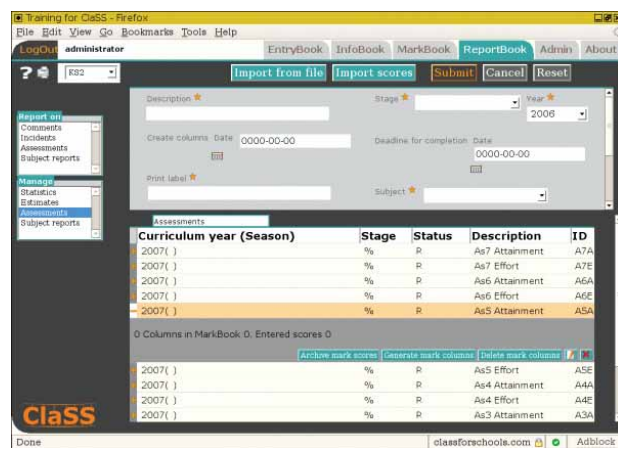 Training for ClaSS - Firefox
File Edit View Go Bookmarks Tools Help
LogOut administrator EntryBook InfoBook MarkBook ReportBook Admin About
? KS2 Import from file Import scores Submit Cancel Reset
Description Stage Year
2006
Report on
Comments
Incidents
Assessments
Subject reports
Create columns Date 0000-00-00 Deadline for completion Date
0000-00-00
Manage
Statistics
Estimates
Assessments
Subject reports
Print label Subject
Assessments
Curriculum year (Season) Stage Status Description ID
2007( ) % R As7 Attainment A7A
2007( ) % R As7 Effort A7E
2007( ) % R As6 Attainment A6A
2007( ) % R As6 Effort A6E
2007( ) % R As5 Attainment A5A
0 Columns in MarkBook 0. Entered scores 0
Archive mark scores Generate mark columns Delete mark columns
2007( ) % R As5 Effort A5E
2007( ) % R As4 Attainment A4A
2007( ) % R As4 Effort A4E
2007( ) % R As3 Attainment A3A
ClaSS
Done classforschools.com Adblock